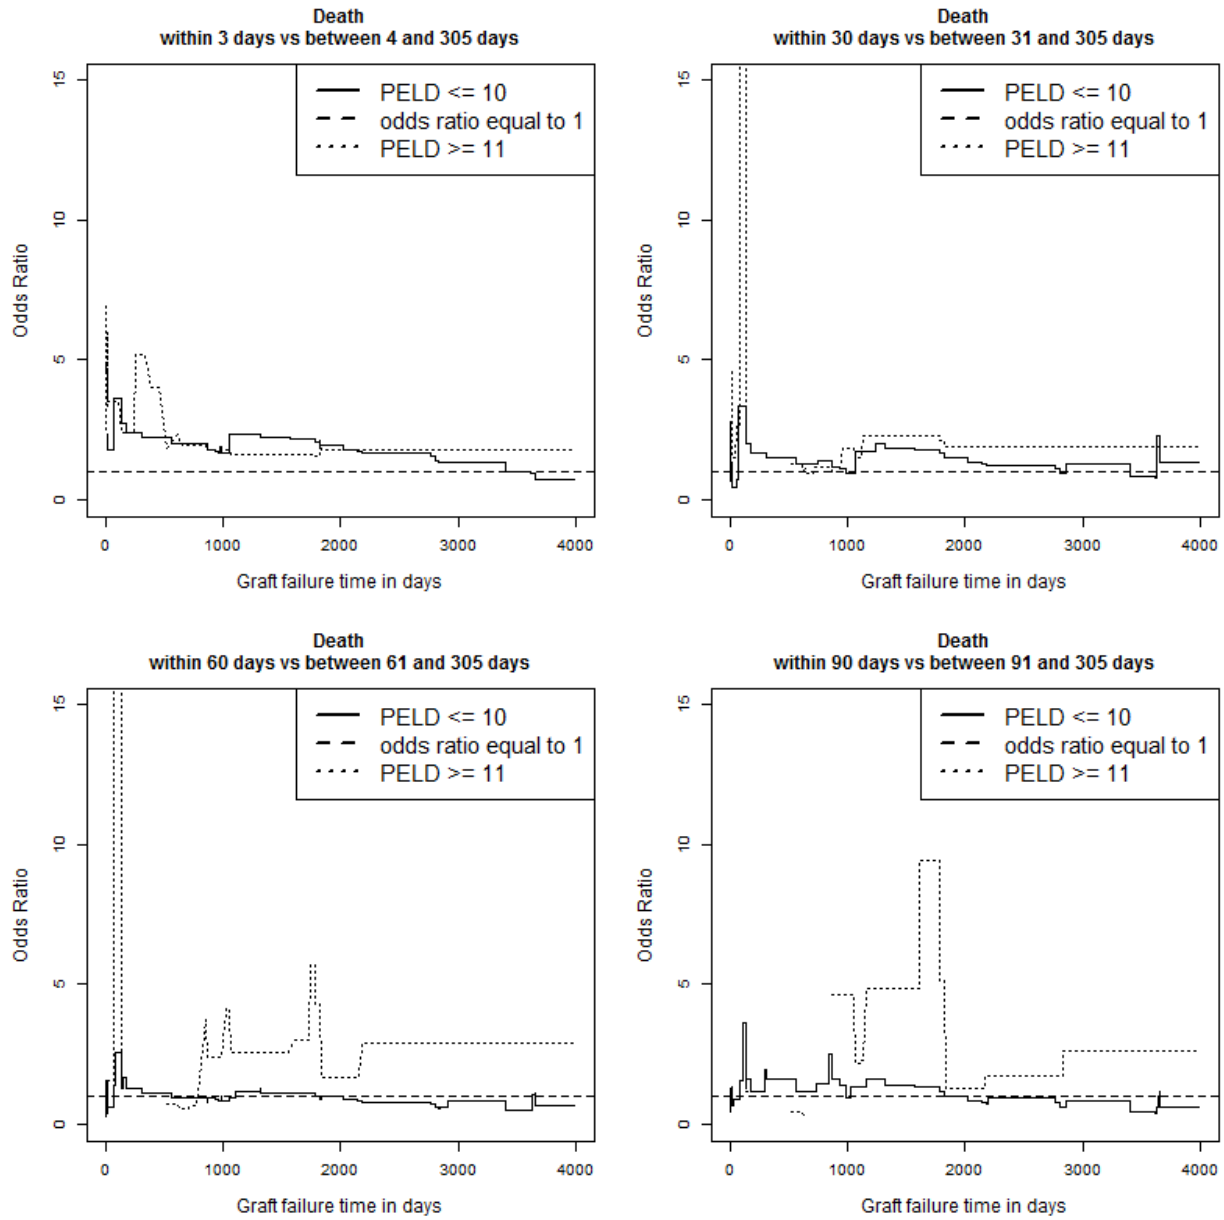 Death
within 3 days vs between 4 and 305 days
PELD <= 10
odds ratio equal to 1
PELD >= 11
15
10
5
0
Odds Ratio
0 1000 2000 3000 4000
Graft failure time in days
Death
within 30 days vs between 31 and 305 days
PELD <= 10
odds ratio equal to 1
PELD >= 11
15
10
5
0
Odds Ratio
0 1000 2000 3000 4000
Graft failure time in days
Death
within 60 days vs between 61 and 305 days
PELD <= 10
odds ratio equal to 1
PELD >= 11
15
10
5
0
Odds Ratio
0 1000 2000 3000 4000
Graft failure time in days
Death
within 90 days vs between 91 and 305 days
PELD <= 10
odds ratio equal to 1
PELD >= 11
15
10
5
0
Odds Ratio
0 1000 2000 3000 4000
Graft failure time in days